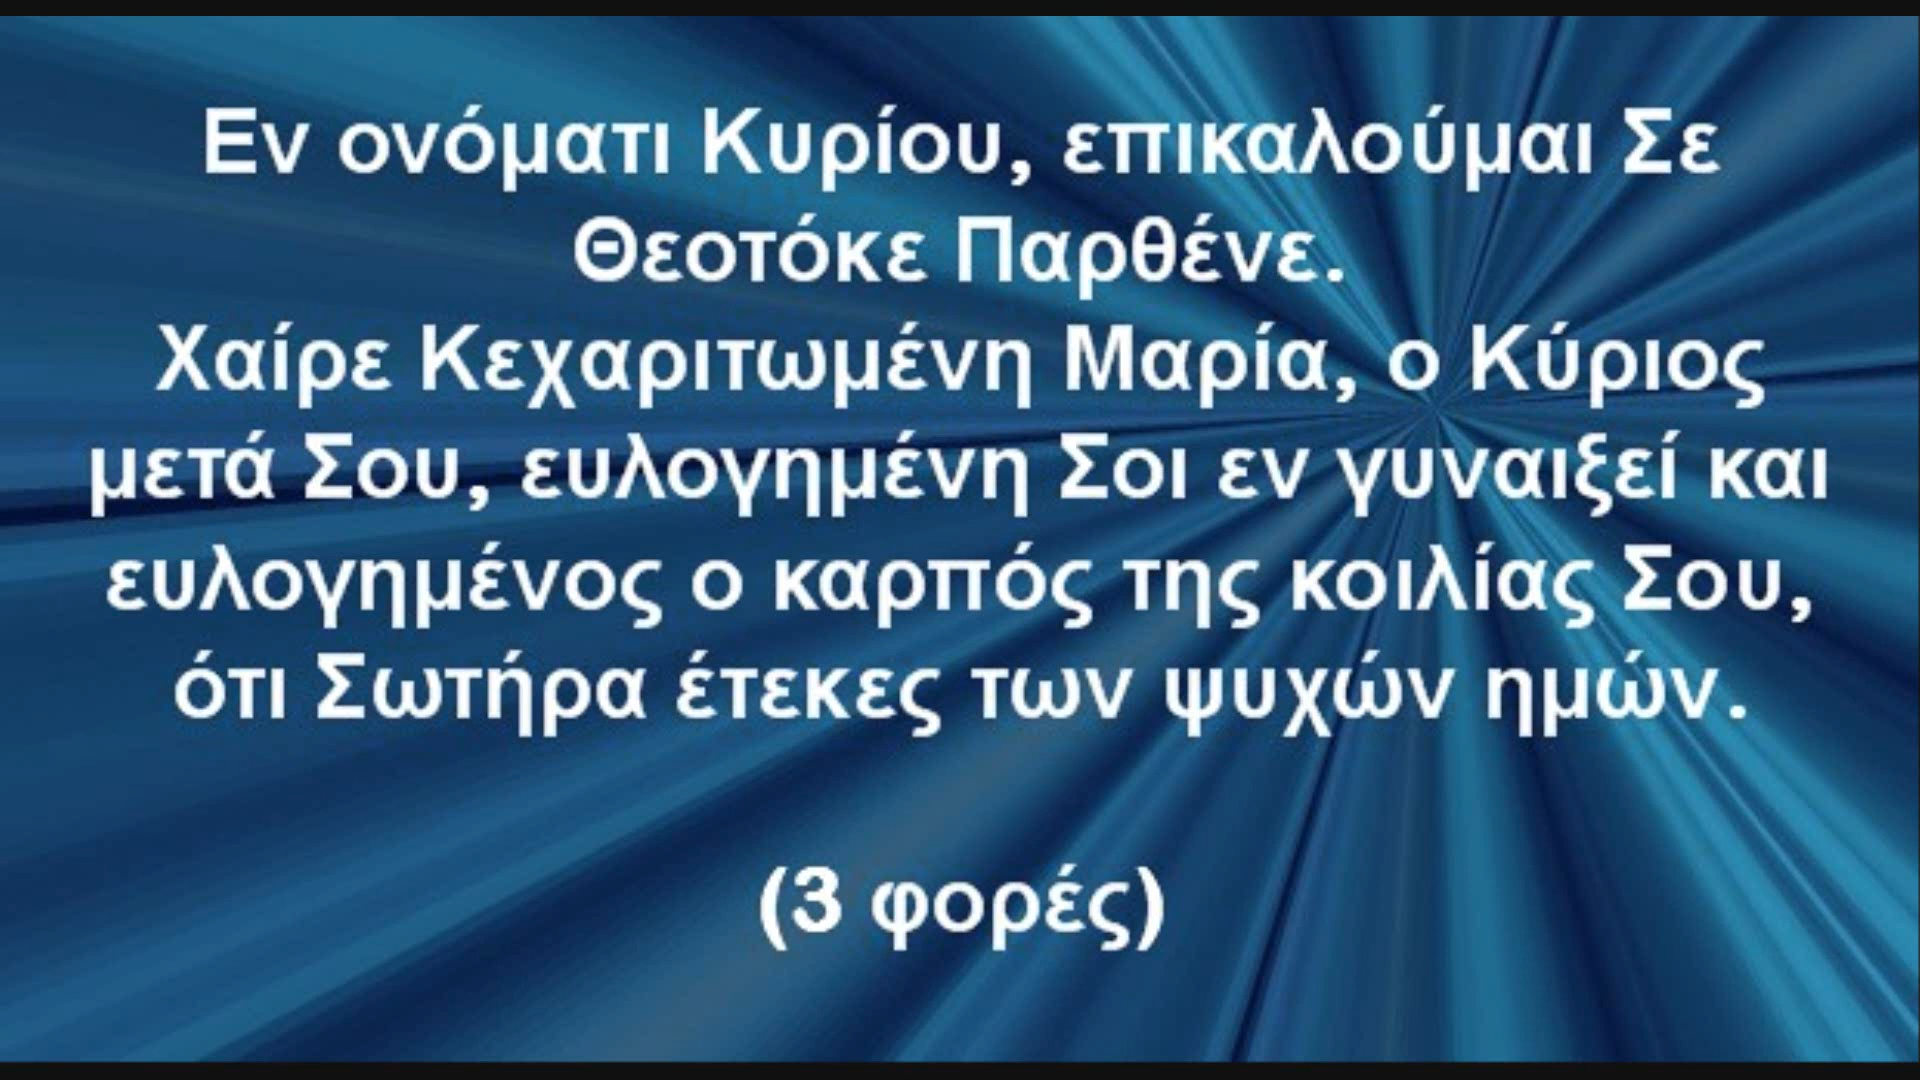 Εν ονόματι Κυρίου, επικαλούμαι Σε
Θεοτόκε Παρθένε.
Χαίρε Κεχαριτωμένη Μαρία, ο Κύριος
μετά Σου, ευλογημένη Σοι εν γυναιξεί και
ευλογημένος ο καρπός της κοιλίας Σου,
ότι Σωτήρα έτεκες των ψυχών ημών.
(3 φορές)